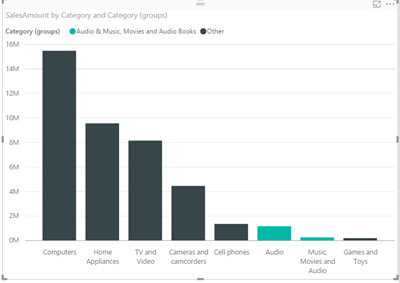 SalesAmount by Category and Category (groups)
Category (groups) Audio & Music, Movies and Audio Books Other
16M
14M
12M
10M
8M
6M
4M
2M
0M
Computers
Home
Appliances
TV and
Video
Cameras and
camcorders
Cell phones
Audio
Music,
Movies and
Audio
Games and
Toys